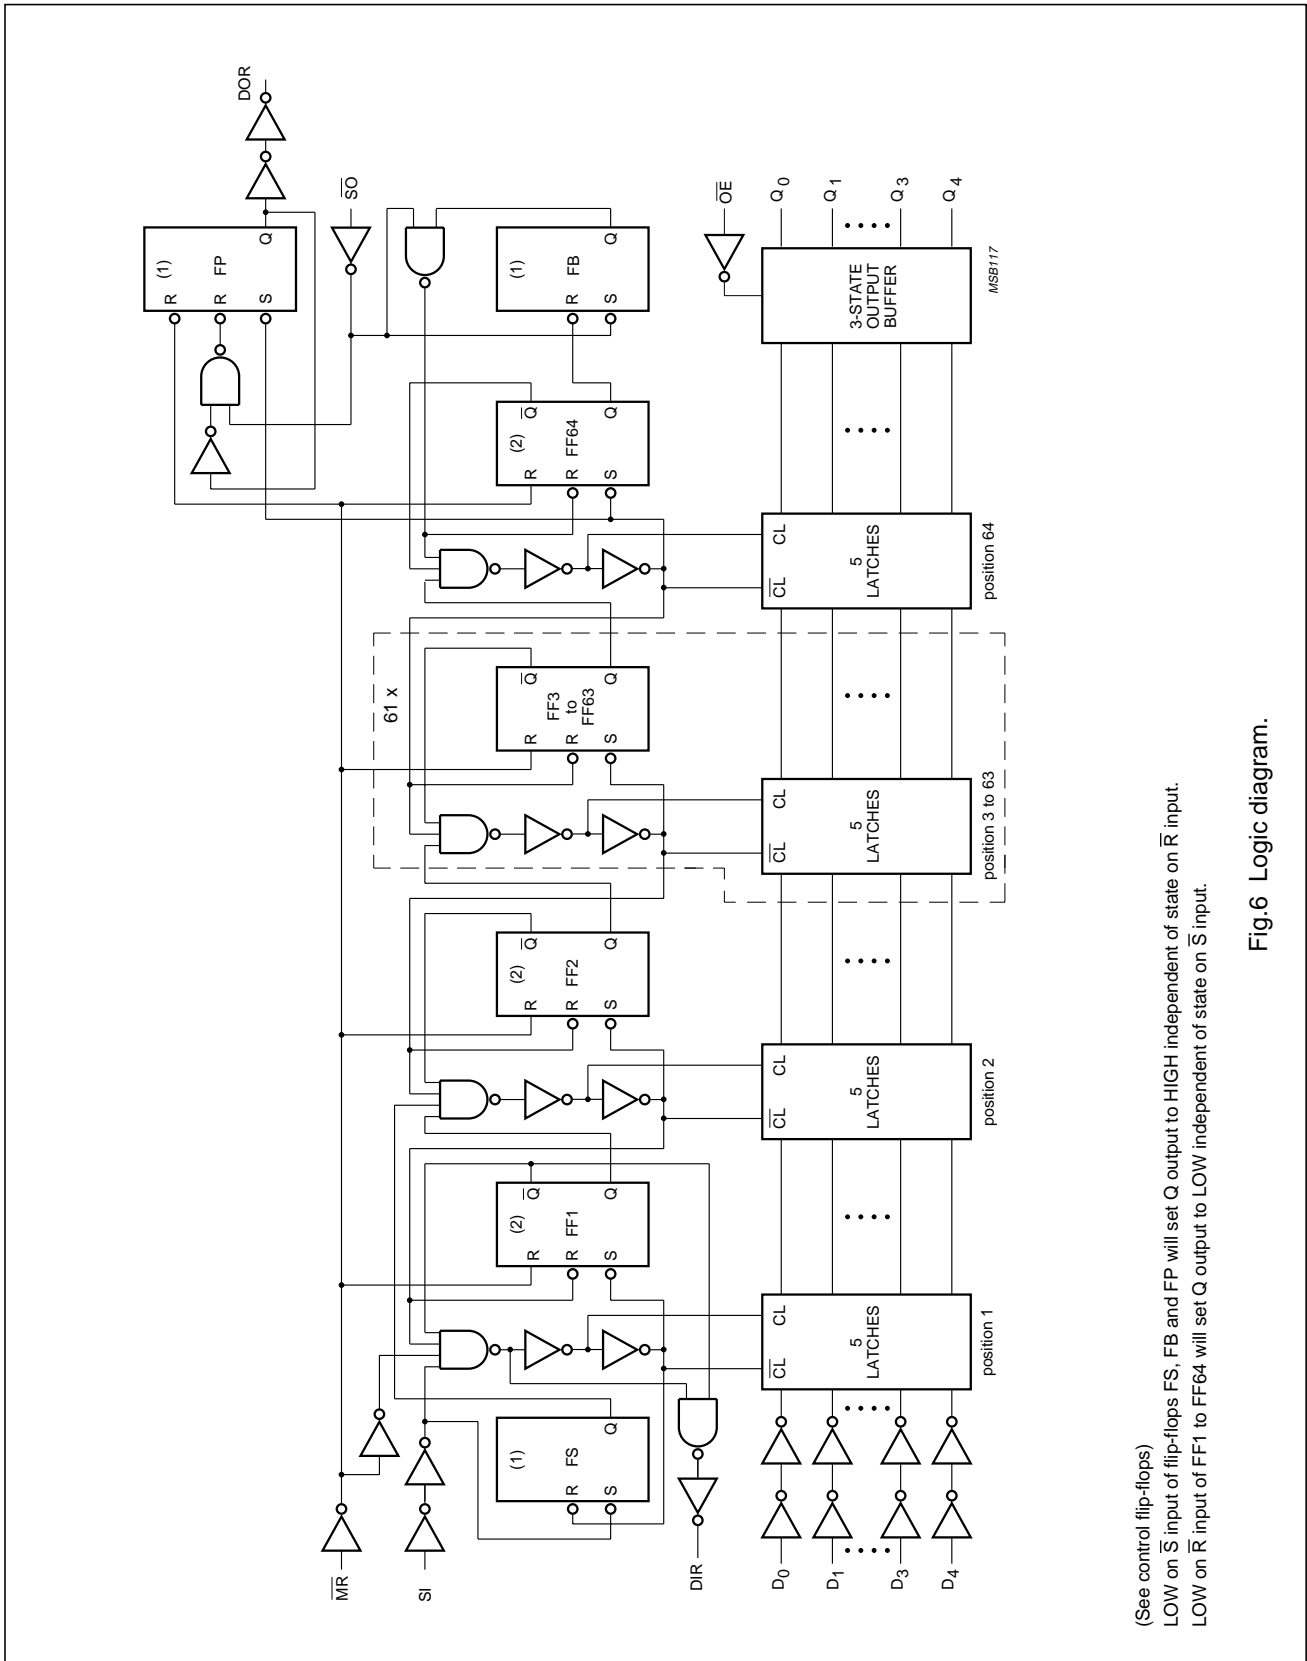 DOR
(1)
FP
R
R
S
Q
SO
(1)
FB
R
S
Q
OE
Q0
Q1
Q3
Q4
3-STATE
OUTPUT
BUFFER
MSB117
(2)
FF64
R
R
S
Q
Q
CL
CL
5
LATCHES
position 64
61 x
FF3
to
FF63
R
R
S
Q
Q
CL
CL
5
LATCHES
position 3 to 63
(2)
FF2
R
R
S
Q
Q
CL
CL
5
LATCHES
position 2
(2)
FF1
R
R
S
Q
Q
CL
CL
5
LATCHES
position 1
(1)
FS
R
S
Q
MR
SI
DIR
D0
D1
D3
D4
(See control flip-flops)
LOW on S input of flip-flops FS, FB and FP will set Q output to HIGH independent of state on R input.
LOW on R input of FF1 to FF64 will set Q output to LOW independent of state on S input.
Fig.6 Logic diagram.